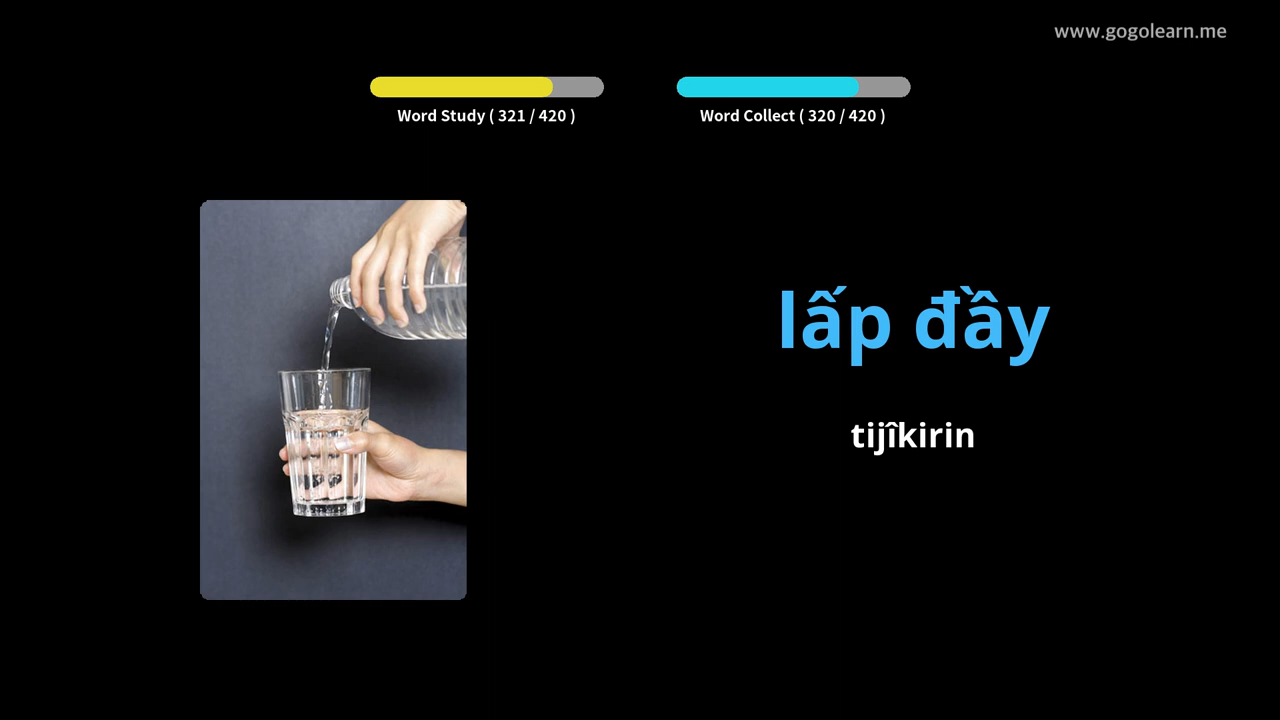 www.gogolearn.me
Word Study ( 321 / 420 )
Word Collect ( 320 / 420 )
lấp đầy
tijîkirin